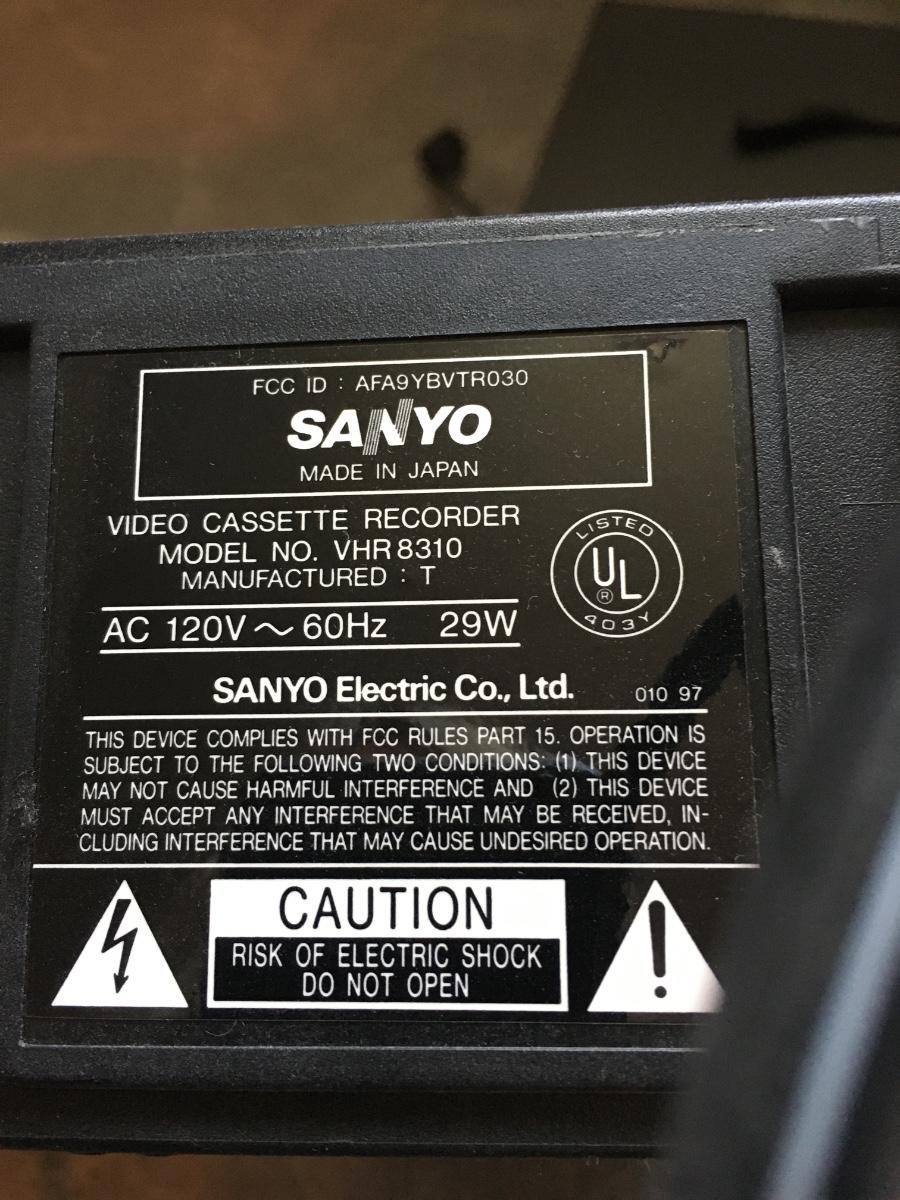 FCC ID : AFA9YBVTR030
SANYO
MADE IN JAPAN
VIDEO CASSETTE RECORDER
MODEL NO. VHR8310
MANUFACTURED : T
LISTED
UL
®
403Y
AC 120V ~ 60Hz 29W
SANYO Electric Co., Ltd. 010 97
THIS DEVICE COMPLIES WITH FCC RULES PART 15. OPERATION IS
SUBJECT TO THE FOLLOWING TWO CONDITIONS: (1) THIS DEVICE
MAY NOT CAUSE HARMFUL INTERFERENCE AND (2) THIS DEVICE
MUST ACCEPT ANY INTERFERENCE THAT MAY BE RECEIVED, IN-
CLUDING INTERFERENCE THAT MAY CAUSE UNDESIRED OPERATION.
CAUTION
RISK OF ELECTRIC SHOCK
DO NOT OPEN
!